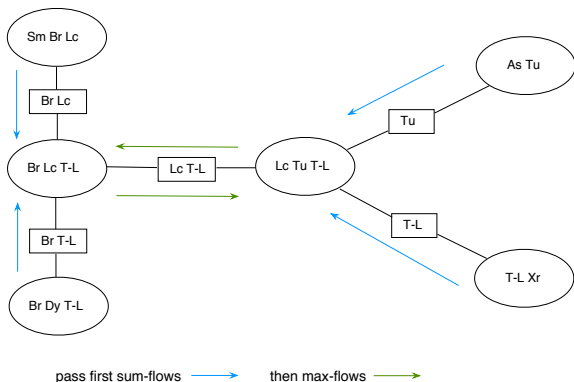 Sm Br Lc
As Tu
Br Lc
Tu
Br Lc T-L
Lc T-L
Lc Tu T-L
T-L
Br T-L
T-L Xr
Br Dy T-L
pass first sum-flows
then max-flows